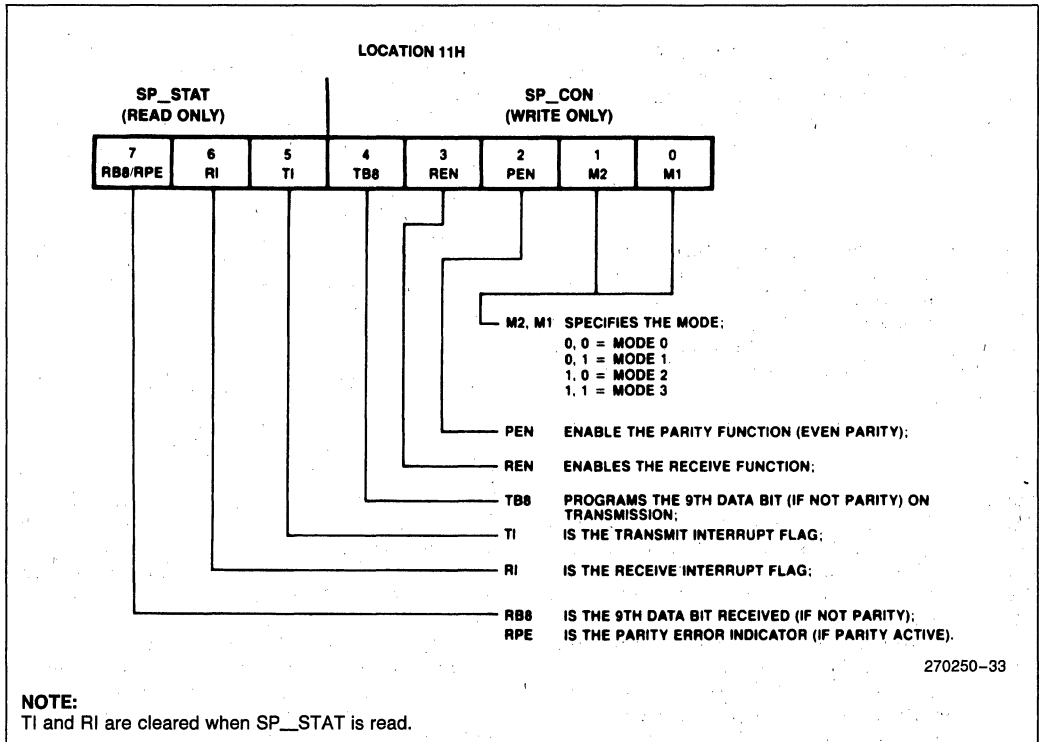 LOCATION 11H
SP__STAT
(READ ONLY)
SP__CON
(WRITE ONLY)
7 6 5 4 3 2 1 0
RB8/RPE RI TI TB8 REN PEN M2 M1
M2, M1 SPECIFIES THE MODE;
0, 0 = MODE 0
0, 1 = MODE 1
1, 0 = MODE 2
1, 1 = MODE 3
PEN ENABLE THE PARITY FUNCTION (EVEN PARITY);
REN ENABLES THE RECEIVE FUNCTION;
TB8 PROGRAMS THE 9TH DATA BIT (IF NOT PARITY) ON
TRANSMISSION;
TI IS THE TRANSMIT INTERRUPT FLAG;
RI IS THE RECEIVE INTERRUPT FLAG;
RB8 IS THE 9TH DATA BIT RECEIVED (IF NOT PARITY);
RPE IS THE PARITY ERROR INDICATOR (IF PARITY ACTIVE).
270250–33
NOTE:
TI and RI are cleared when SP__STAT is read.